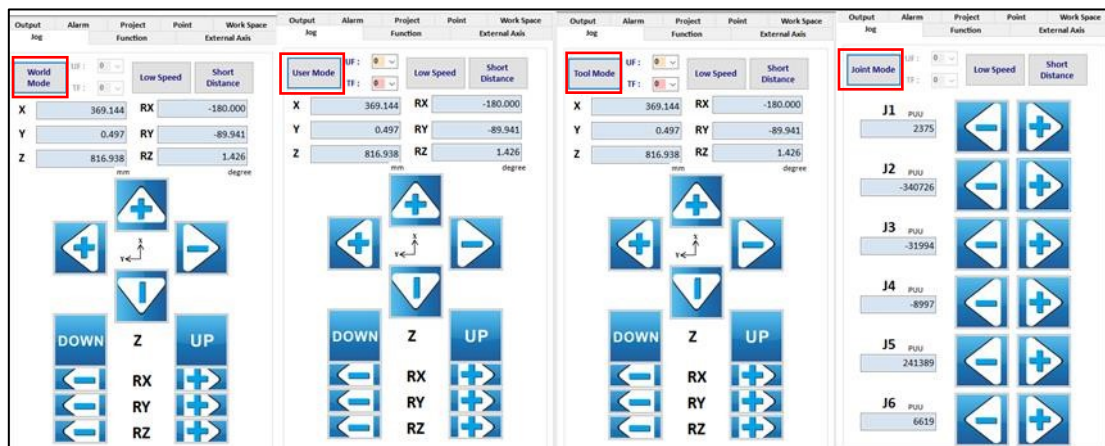 Output Alarm Project Point Work Space
Jog Function External Axis
World Mode UF : 0 Low Speed Short Distance
TF : 0
X 369.144 RX -180.000
Y 0.497 RY -89.941
Z 816.938 RZ 1.426
mm degree
X
Y
DOWN Z UP
RX
RY
RZ
Output Alarm Project Point Work Space
Jog Function External Axis
User Mode UF : 0 Low Speed Short Distance
TF : 0
X 369.144 RX -180.000
Y 0.497 RY -89.941
Z 816.938 RZ 1.426
mm degree
X
Y
DOWN Z UP
RX
RY
RZ
Output Alarm Project Point Work Space
Jog Function External Axis
Tool Mode UF : 0 Low Speed Short Distance
TF : 0
X 369.144 RX -180.000
Y 0.497 RY -89.941
Z 816.938 RZ 1.426
mm degree
X
Y
DOWN Z UP
RX
RY
RZ
Output Alarm Project Point Work Space
Jog Function External Axis
Joint Mode UF : 0 Low Speed Short Distance
TF : 0
J1 PUU
2375
J2 PUU
-340726
J3 PUU
-31994
J4 PUU
-8997
J5 PUU
241389
J6 PUU
6619